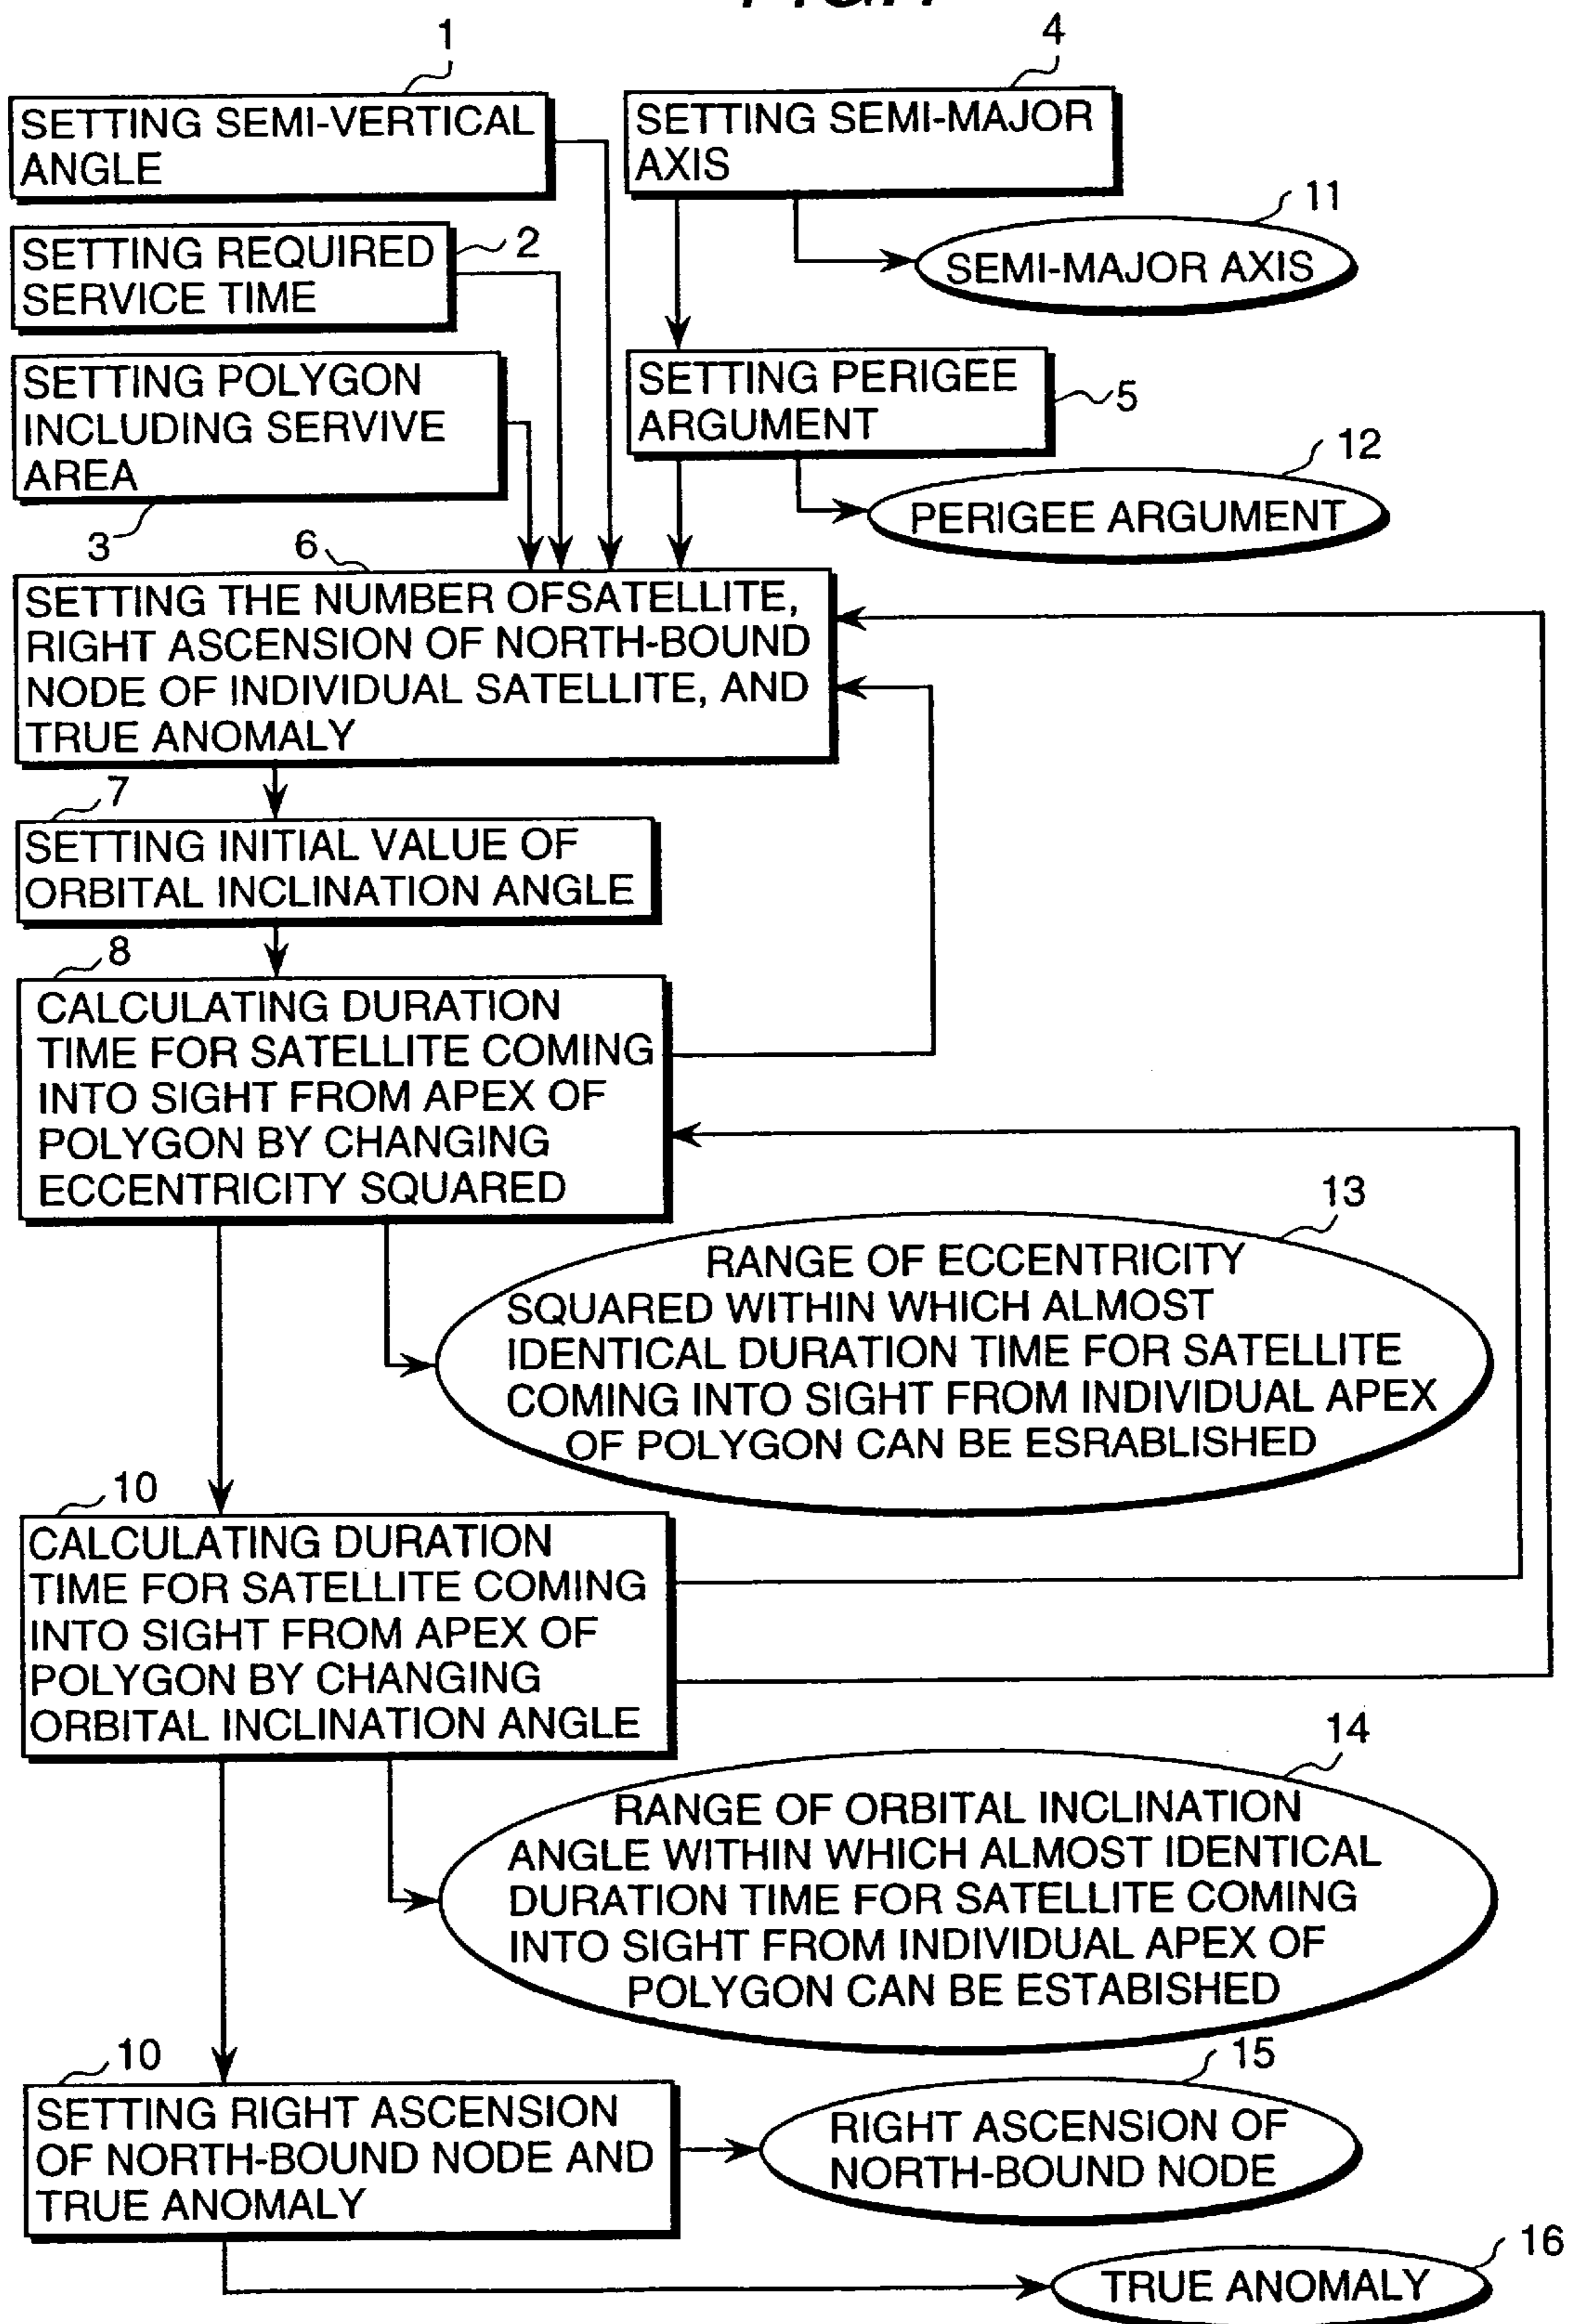 1
SETTING SEMI-VERTICAL
ANGLE
4
SETTING SEMI-MAJOR
AXIS
11
SEMI-MAJOR AXIS
SETTING REQUIRED
SERVICE TIME
2
SETTING POLYGON
INCLUDING SERVIVE
AREA
3
SETTING PERIGEE
ARGUMENT
5
12
PERIGEE ARGUMENT
6
SETTING THE NUMBER OFSATELLITE,
RIGHT ASCENSION OF NORTH-BOUND
NODE OF INDIVIDUAL SATELLITE, AND
TRUE ANOMALY
7
SETTING INITIAL VALUE OF
ORBITAL INCLINATION ANGLE
8
CALCULATING DURATION
TIME FOR SATELLITE COMING
INTO SIGHT FROM APEX OF
POLYGON BY CHANGING
ECCENTRICITY SQUARED
13
RANGE OF ECCENTRICITY
SQUARED WITHIN WHICH ALMOST
IDENTICAL DURATION TIME FOR SATELLITE
COMING INTO SIGHT FROM INDIVIDUAL APEX
OF POLYGON CAN BE ESRABLISHED
10
CALCULATING DURATION
TIME FOR SATELLITE COMING
INTO SIGHT FROM APEX OF
POLYGON BY CHANGING
ORBITAL INCLINATION ANGLE
14
RANGE OF ORBITAL INCLINATION
ANGLE WITHIN WHICH ALMOST IDENTICAL
DURATION TIME FOR SATELLITE COMING
INTO SIGHT FROM INDIVIDUAL APEX OF
POLYGON CAN BE ESTABISHED
10
SETTING RIGHT ASCENSION
OF NORTH-BOUND NODE AND
TRUE ANOMALY
15
RIGHT ASCENSION OF
NORTH-BOUND NODE
16
TRUE ANOMALY